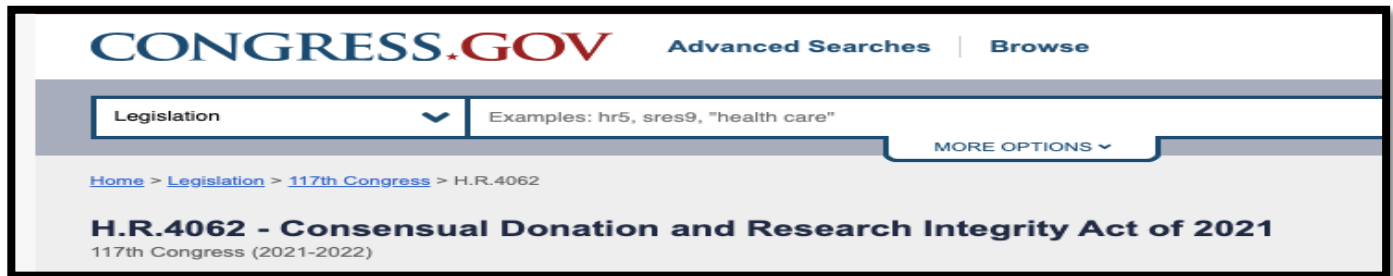 CONGRESS.GOV Advanced Searches Browse
Legislation Examples: hr5, sres9, "health care"
MORE OPTIONS
Home > Legislation > 117th Congress > H.R.4062
H.R.4062 - Consensual Donation and Research Integrity Act of 2021
117th Congress (2021-2022)